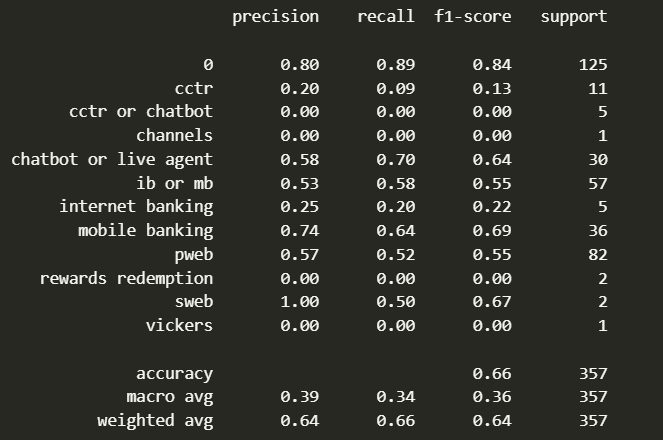 precision recall f1-score support
0 0.80 0.89 0.84 125
cctr 0.20 0.09 0.13 11
cctr or chatbot 0.00 0.00 0.00 5
channels 0.00 0.00 0.00 1
chatbot or live agent 0.58 0.70 0.64 30
ib or mb 0.53 0.58 0.55 57
internet banking 0.25 0.20 0.22 5
mobile banking 0.74 0.64 0.69 36
pweb 0.57 0.52 0.55 82
rewards redemption 0.00 0.00 0.00 2
sweb 1.00 0.50 0.67 2
vickers 0.00 0.00 0.00 1
accuracy 0.66 357
macro avg 0.39 0.34 0.36 357
weighted avg 0.64 0.66 0.64 357